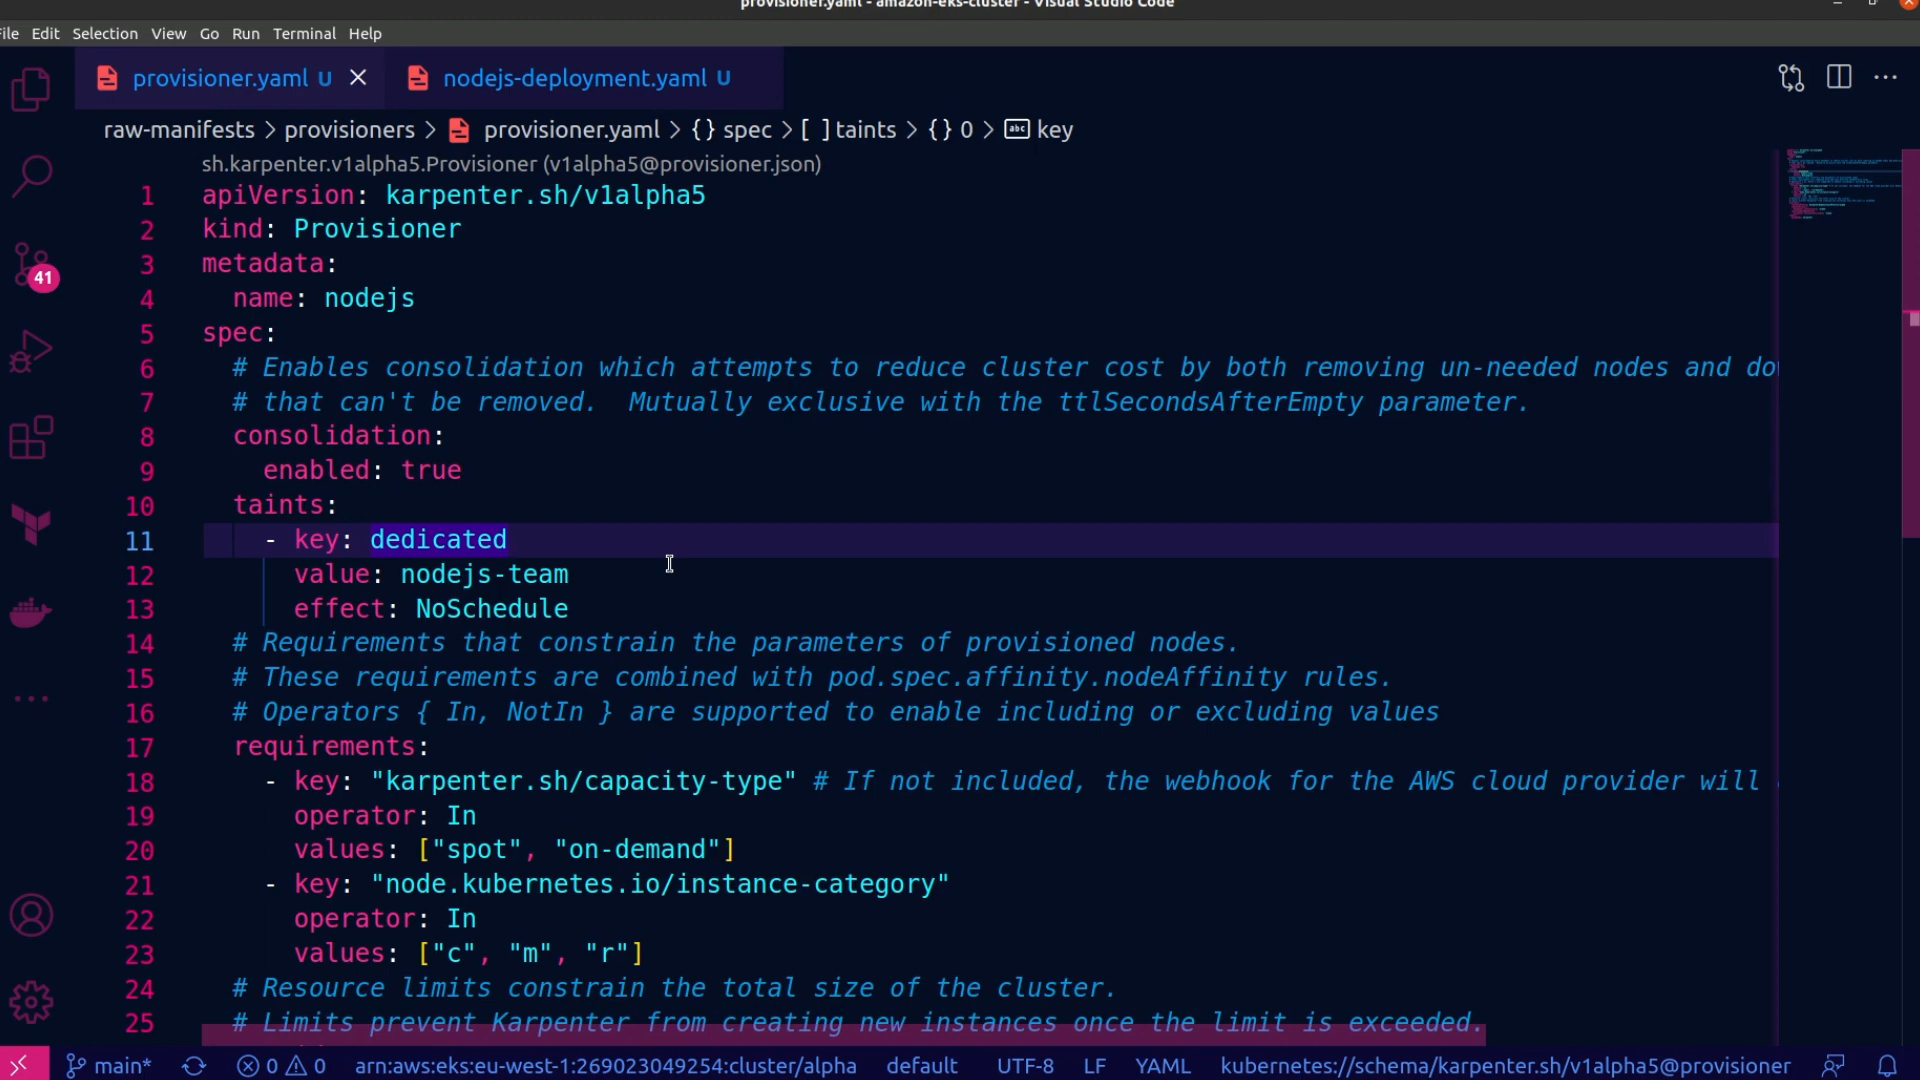 provisioner.yaml - amazon-eks-cluster - Visual Studio Code
File Edit Selection View Go Run Terminal Help
provisioner.yaml U nodejs-deployment.yaml U
raw-manifests > provisioners > provisioner.yaml > {} spec > [ ] taints > {} 0 > abc key
sh.karpenter.v1alpha5.Provisioner (v1alpha5@provisioner.json)
1 apiVersion: karpenter.sh/v1alpha5
2 kind: Provisioner
3 metadata:
4   name: nodejs
5 spec:
6   # Enables consolidation which attempts to reduce cluster cost by both removing un-needed nodes and do
7   # that can't be removed.  Mutually exclusive with the ttlSecondsAfterEmpty parameter.
8   consolidation:
9     enabled: true
10   taints:
11     - key: dedicated
12       value: nodejs-team
13       effect: NoSchedule
14   # Requirements that constrain the parameters of provisioned nodes.
15   # These requirements are combined with pod.spec.affinity.nodeAffinity rules.
16   # Operators { In, NotIn } are supported to enable including or excluding values
17   requirements:
18     - key: "karpenter.sh/capacity-type" # If not included, the webhook for the AWS cloud provider will
19       operator: In
20       values: ["spot", "on-demand"]
21     - key: "node.kubernetes.io/instance-category"
22       operator: In
23       values: ["c", "m", "r"]
24   # Resource limits constrain the total size of the cluster.
25   # Limits prevent Karpenter from creating new instances once the limit is exceeded.
41
main* 0 0 arn:aws:eks:eu-west-1:269023049254:cluster/alpha default UTF-8 LF YAML kubernetes://schema/karpenter.sh/v1alpha5@provisioner